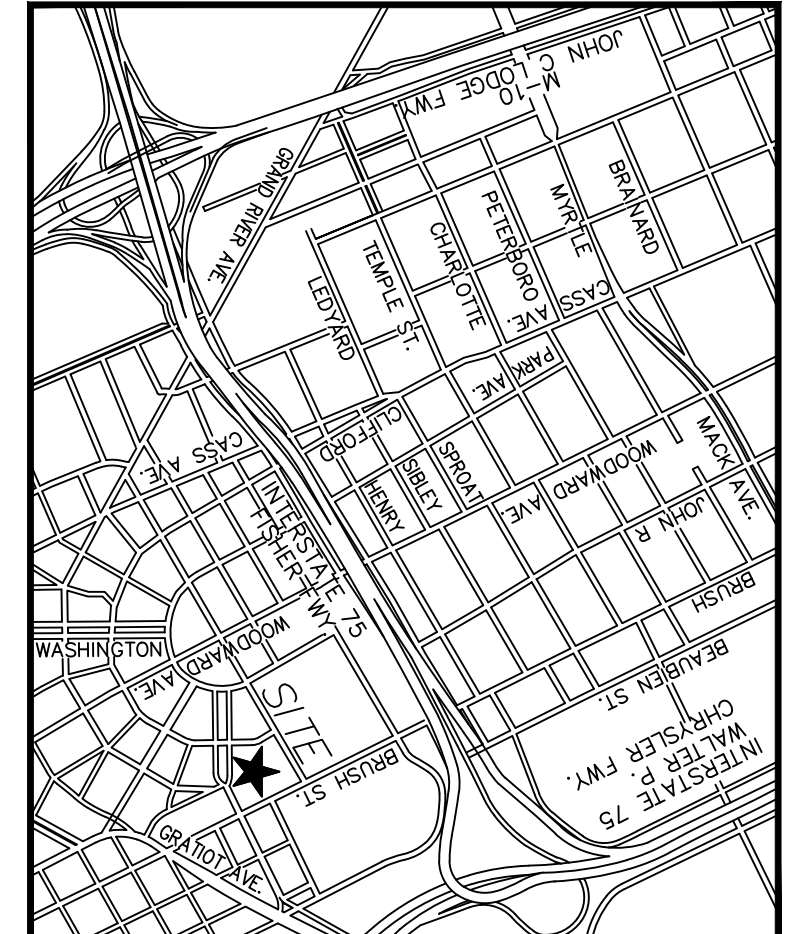 JOHN C LODGE FWY
M-10
GRAND RIVER AVE.
BRAINARD
MYRTLE
PETERBORO
CHARLOTTE
TEMPLE ST.
LEDYARD
CASS
AVE.
PARK
AVE.
CLIFFORD
CASS AVE.
HENRY
SIBLEY
SPROAT
WOODWARD
AVE.
MACK AVE.
JOHN R
BRUSH
BEAUBIEN ST.
INTERSTATE 75
FISHER FWY
WASHINGTON
WOODWARD
AVE.
SITE
BRUSH ST.
GRATIOT AVE.
INTERSTATE 75
WALTER P.
CHRYSLER FWY.